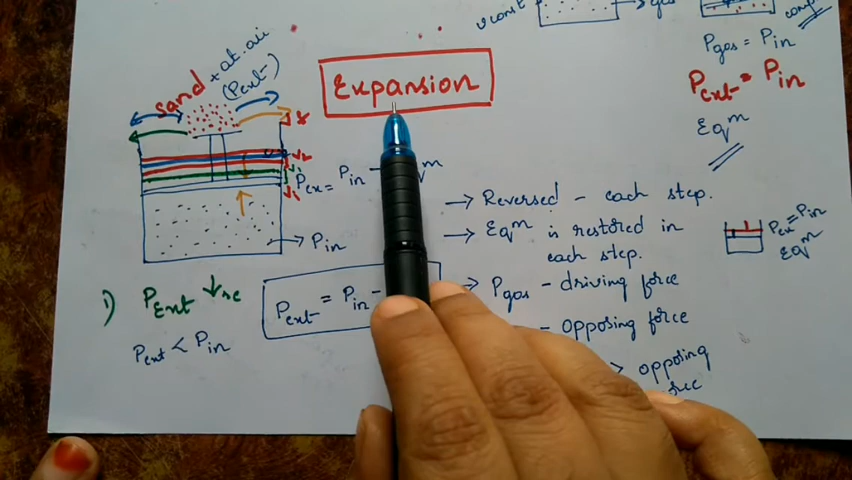 v const
gas
Pgas = Pin
Pext = Pin
Eqᵐ
sand + at.air
(Pext)
Expansion
Pex = Pin
Pin
1) PExt ↓se
Pext < Pin
Pext = Pin -
→ Reversed - each step.
→ Eqᵐ is restored in
each step.
Pgas - driving force
- opposing force
opposing
Pex = Pin
Eqᵐ